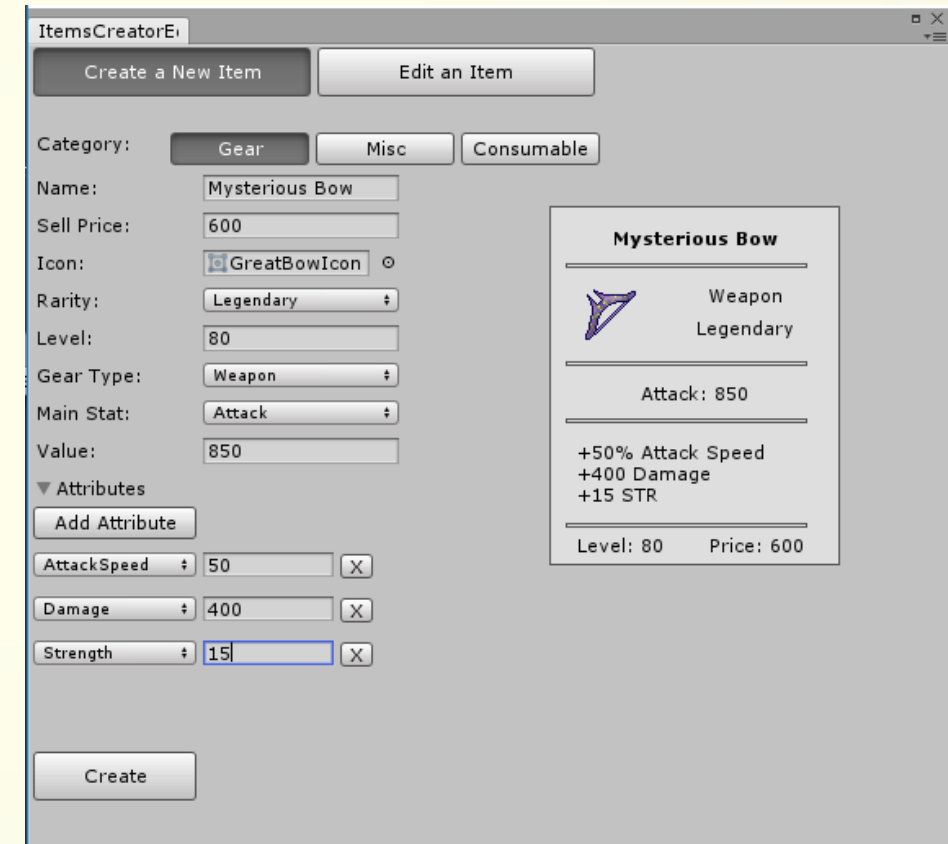 ItemsCreatorE
Create a New Item
Edit an Item
Category:
Gear
Misc
Consumable
Name:
Mysterious Bow
Sell Price:
600
Icon:
GreatBowIcon
Rarity:
Legendary
Level:
80
Gear Type:
Weapon
Main Stat:
Attack
Value:
850
Attributes
Add Attribute
AttackSpeed
50
X
Damage
400
X
Strength
15
X
Create
Mysterious Bow
Weapon
Legendary
Attack: 850
+50% Attack Speed
+400 Damage
+15 STR
Level: 80
Price: 600